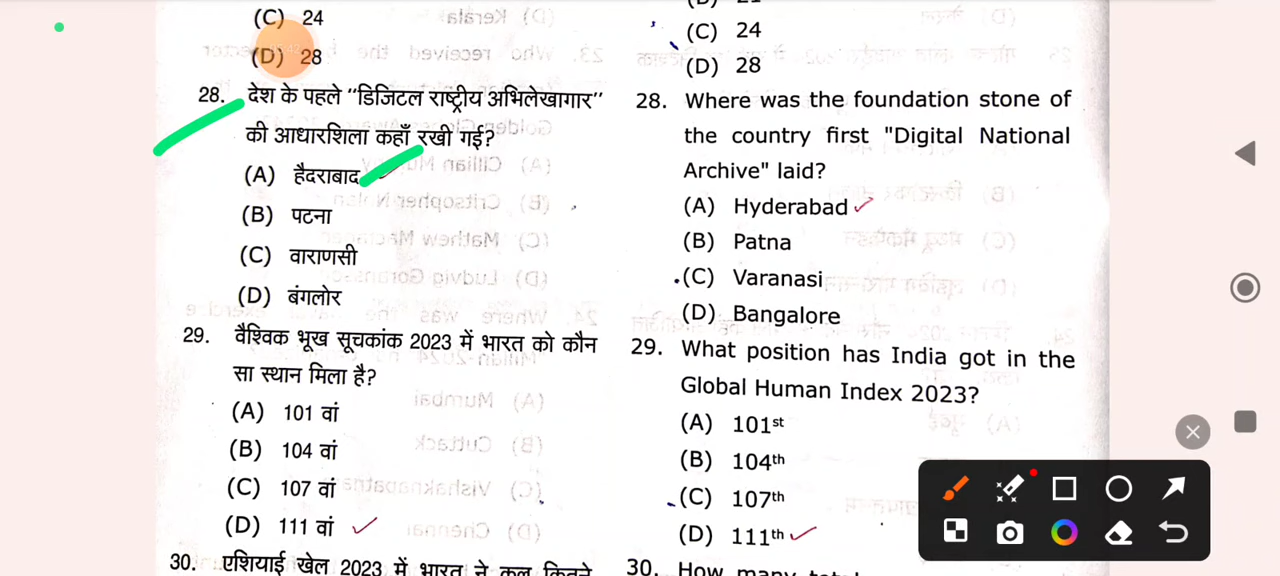 (C) 24
(D) 28
28. देश के पहले "डिजिटल राष्ट्रीय अभिलेखागार"
की आधारशिला कहाँ रखी गई?
(A) हैदराबाद
(B) पटना
(C) वाराणसी
(D) बंगलोर
29. वैश्विक भूख सूचकांक 2023 में भारत को कौन
सा स्थान मिला है?
(A) 101 वां
(B) 104 वां
(C) 107 वां
(D) 111 वां
30. एशियाई खेल 2023 में भारत ने कुल कितने
(C) 24
(D) 28
28. Where was the foundation stone of
the country first "Digital National
Archive" laid?
(A) Hyderabad
(B) Patna
(C) Varanasi
(D) Bangalore
29. What position has India got in the
Global Human Index 2023?
(A) 101st
(B) 104th
(C) 107th
(D) 111th
30. How many total